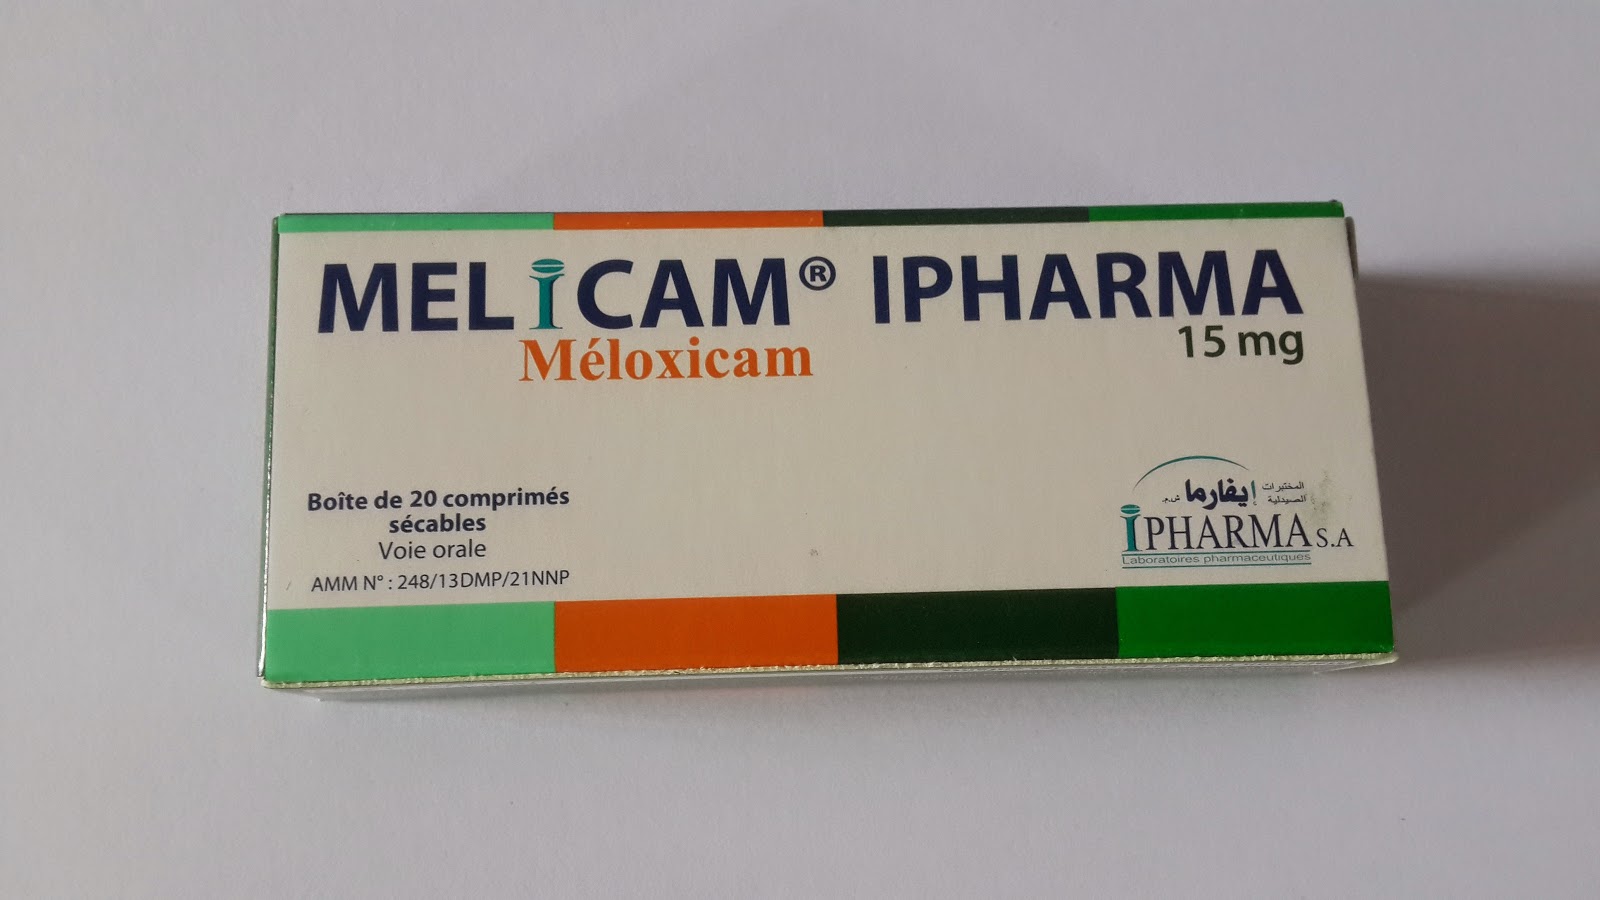 MELiCAM® IPHARMA
Méloxicam
15 mg
Boîte de 20 comprimés
sécables
Voie orale
AMM N° : 248/13DMP/21NNP
المختبرات
الصيدلية
إيفارما ش.م.
iPHARMA S.A
Laboratoires pharmaceutiques